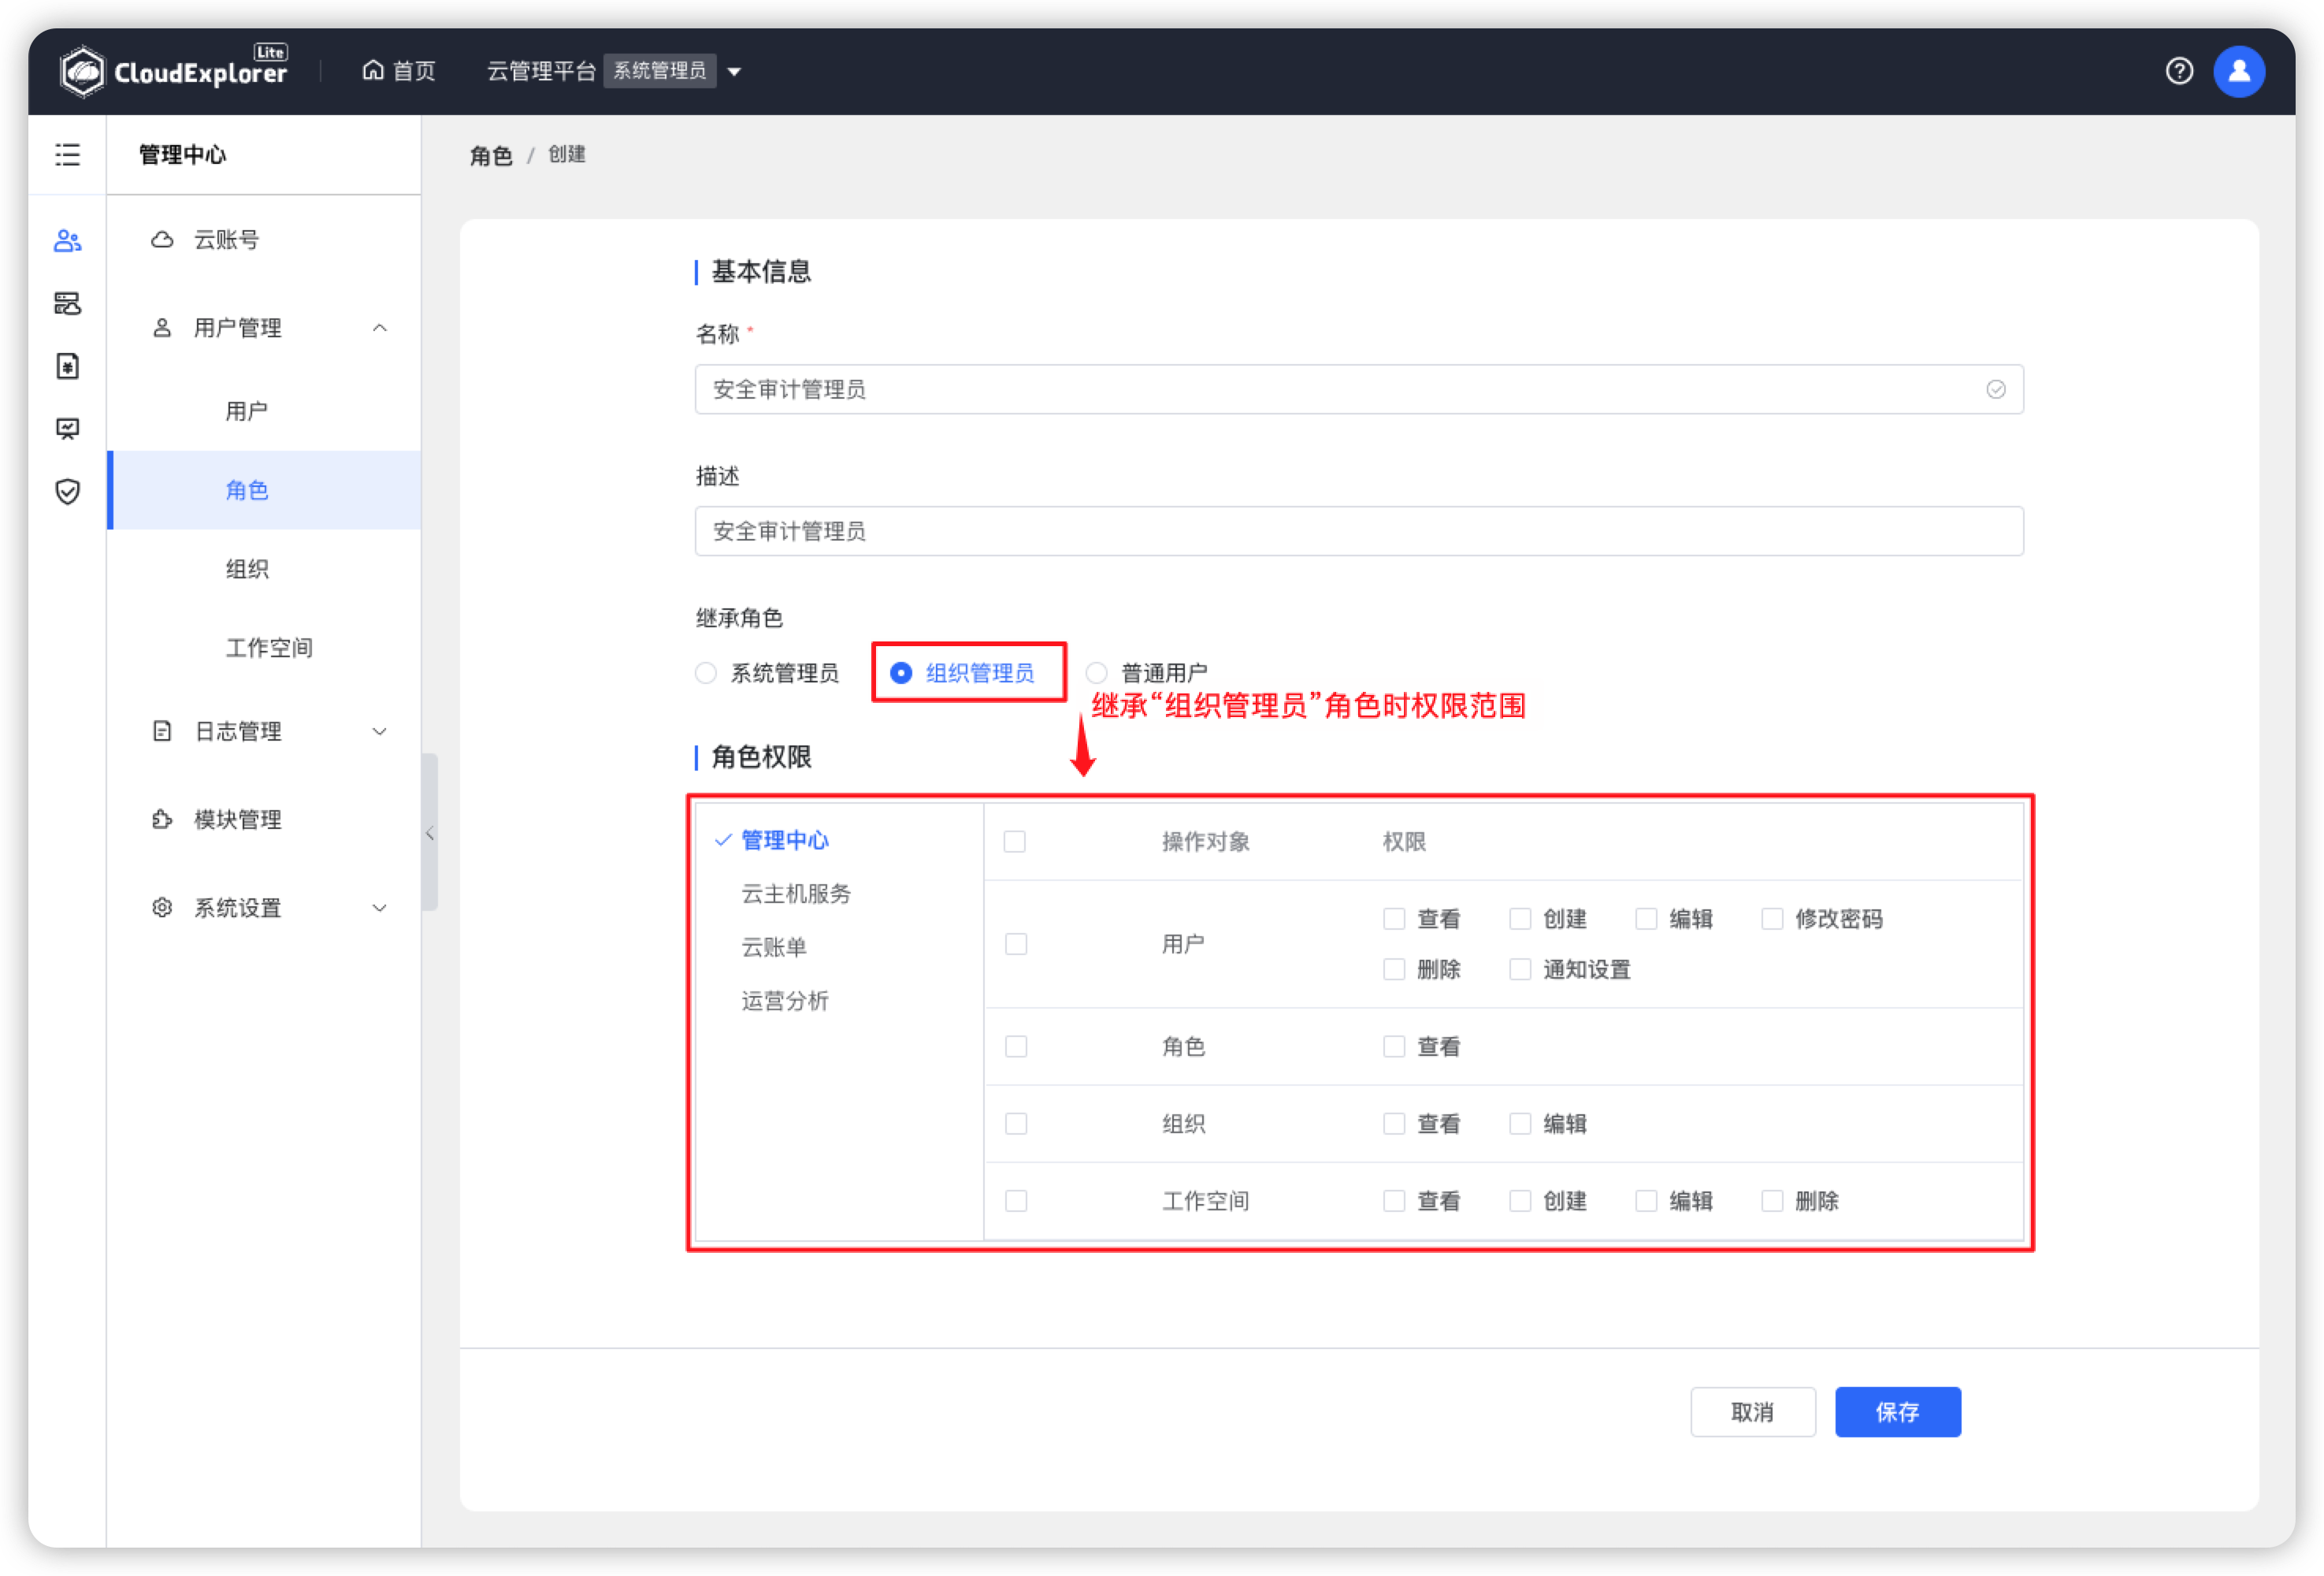 CloudExplorer Lite
首页
云管理平台 系统管理员
管理中心
云账号
用户管理
用户
角色
组织
工作空间
日志管理
模块管理
系统设置
角色 / 创建
基本信息
名称 *
安全审计管理员
描述
安全审计管理员
继承角色
系统管理员 组织管理员 普通用户
继承“组织管理员”角色时权限范围
角色权限
管理中心
云主机服务
云账单
运营分析
操作对象 权限
用户 查看 创建 编辑 修改密码
删除 通知设置
角色 查看
组织 查看 编辑
工作空间 查看 创建 编辑 删除
取消 保存